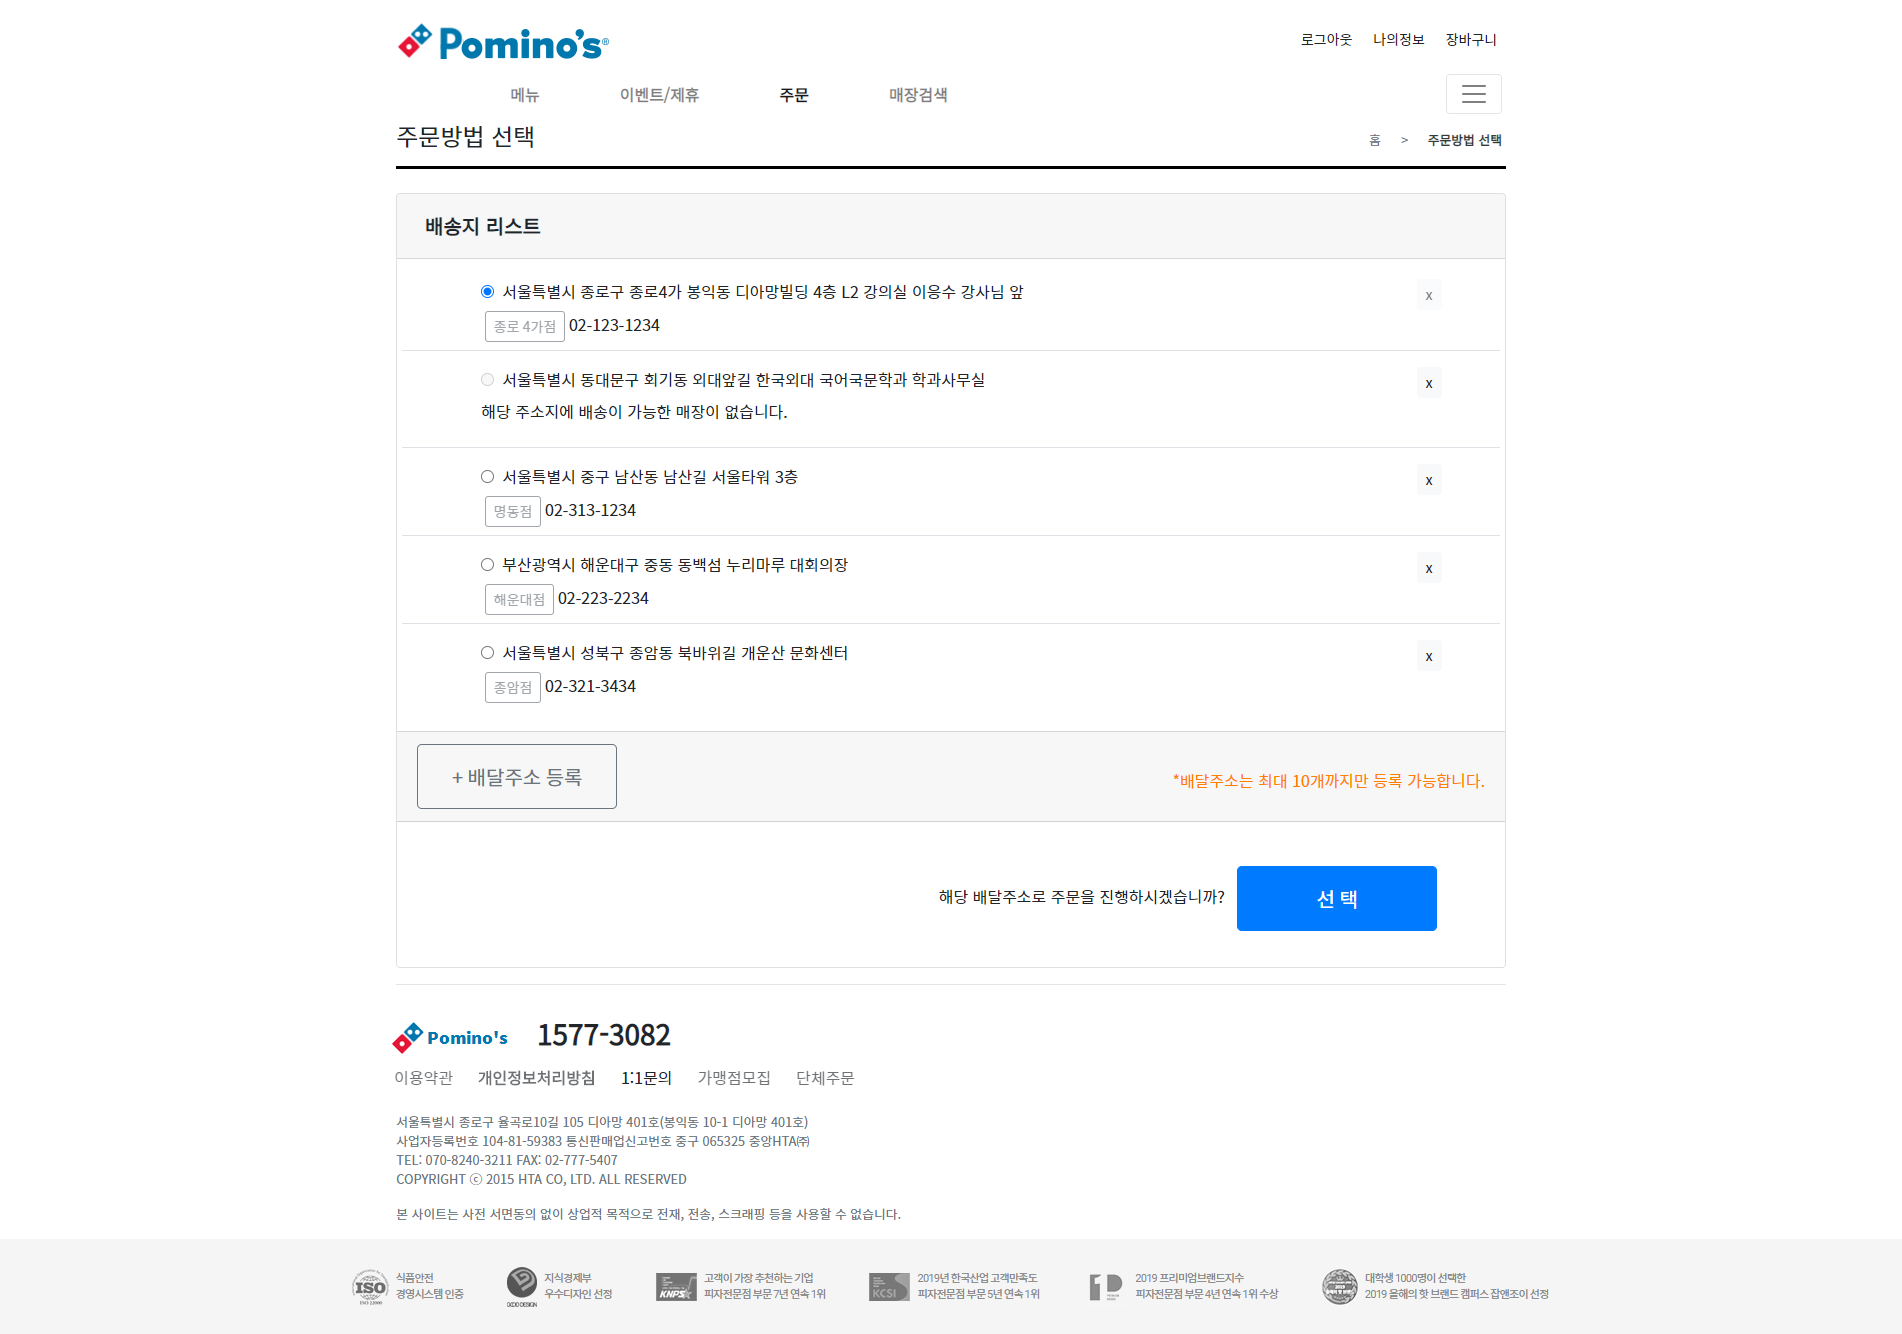 Pomino's®
로그아웃 나의정보 장바구니
메뉴 이벤트/제휴 주문 매장검색
주문방법 선택
홈 > 주문방법 선택
배송지 리스트
서울특별시 종로구 종로4가 봉익동 디아망빌딩 4층 L2 강의실 이응수 강사님 앞 x
종로 4가점 02-123-1234
서울특별시 동대문구 회기동 외대앞길 한국외대 국어국문학과 학과사무실 x
해당 주소지에 배송이 가능한 매장이 없습니다.
서울특별시 중구 남산동 남산길 서울타워 3층 x
명동점 02-313-1234
부산광역시 해운대구 중동 동백섬 누리마루 대회의장 x
해운대점 02-223-2234
서울특별시 성북구 종암동 북바위길 개운산 문화센터 x
종암점 02-321-3434
+ 배달주소 등록
*배달주소는 최대 10개까지만 등록 가능합니다.
해당 배달주소로 주문을 진행하시겠습니까? 선 택
Pomino's 1577-3082
이용약관 개인정보처리방침 1:1문의 가맹점모집 단체주문
서울특별시 종로구 율곡로10길 105 디아망 401호(봉익동 10-1 디아망 401호)
사업자등록번호 104-81-59383 통신판매업신고번호 중구 065325 중앙HTA㈜
TEL: 070-8240-3211 FAX: 02-777-5407
COPYRIGHT ⓒ 2015 HTA CO, LTD. ALL RESERVED
본 사이트는 사전 서면동의 없이 상업적 목적으로 전재, 전송, 스크래핑 등을 사용할 수 없습니다.
ISO
ISO 22000
식품안전
경영시스템 인증
GOOD DESIGN
지식경제부
우수디자인 선정
KNPS
고객이 가장 추천하는 기업
피자전문점 부문 7년 연속 1위
KCSI
2019년 한국산업 고객만족도
피자전문점 부문 5년 연속 1위
2019 프리미엄브랜드지수
피자전문점 부문 4년 연속 1위 수상
대학생 1000명이 선택한
2019 올해의 핫 브랜드 캠퍼스 잡앤조이 선정